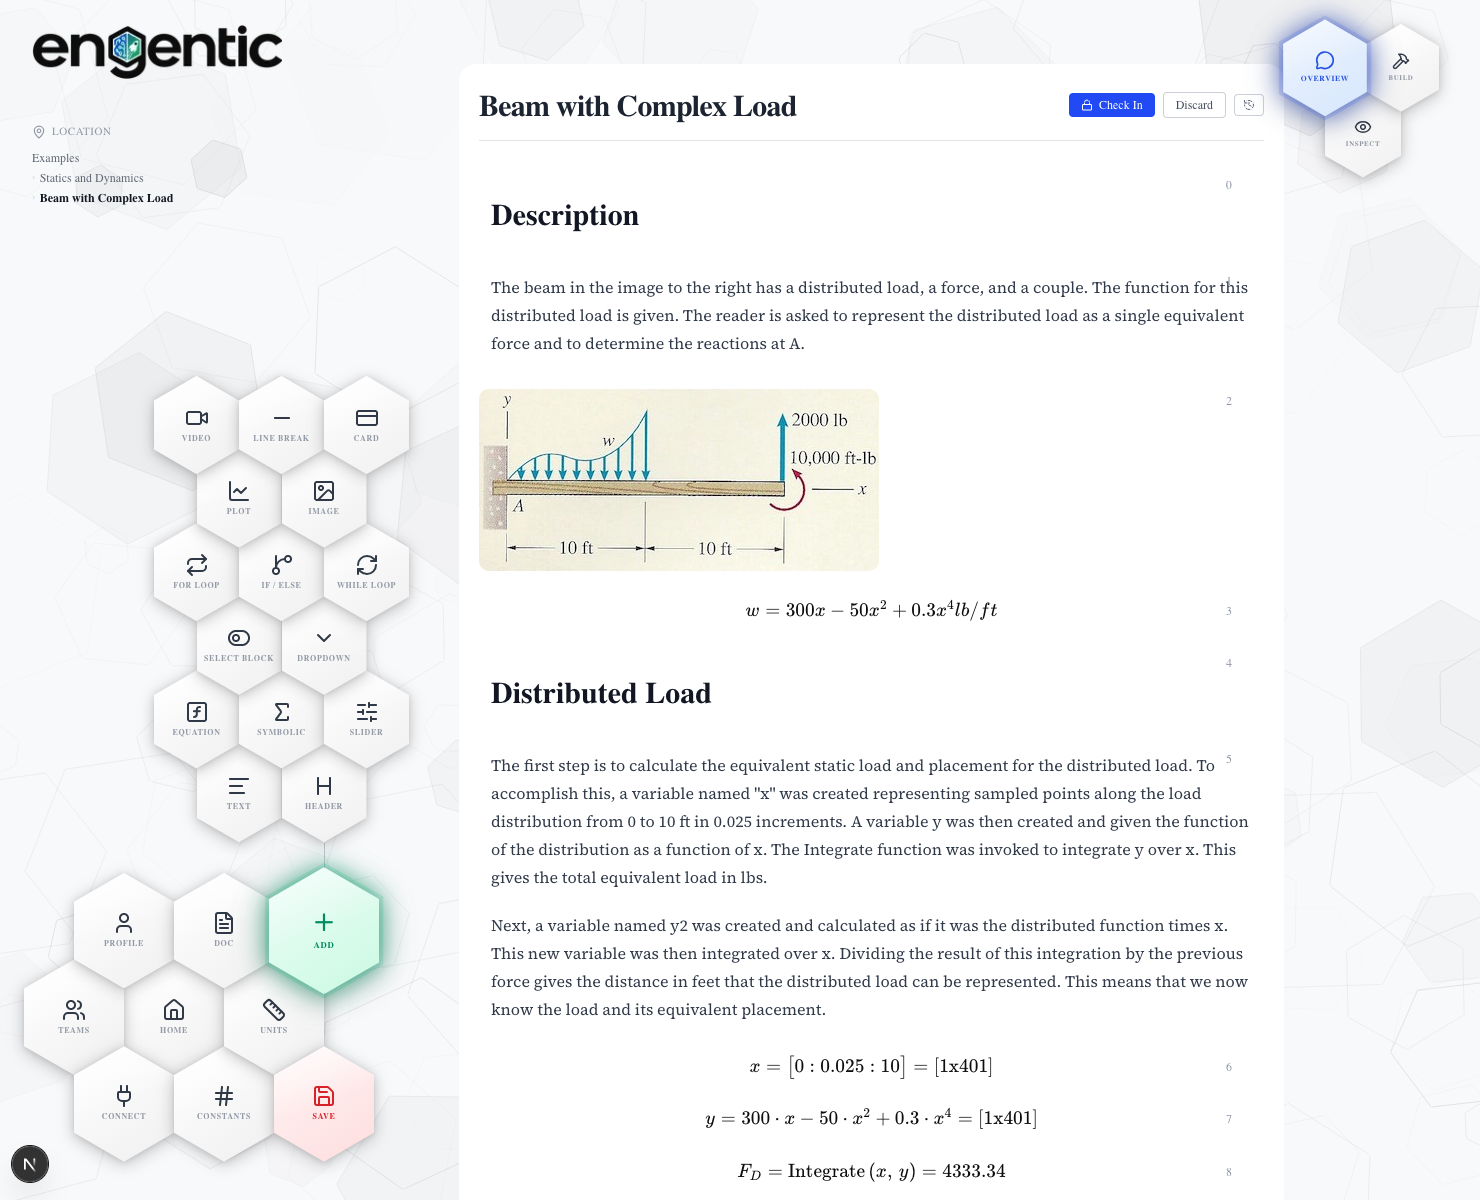 engentic
LOCATION
Examples
Statics and Dynamics
Beam with Complex Load
VIDEO
LINE BREAK
CARD
PLOT
IMAGE
FOR LOOP
IF / ELSE
WHILE LOOP
SELECT BLOCK
DROPDOWN
EQUATION
SYMBOLIC
SLIDER
TEXT
HEADER
PROFILE
DOC
ADD
TEAMS
HOME
UNITS
CONNECT
CONSTANTS
SAVE
N
Beam with Complex Load
Check In
Discard
0
Description
1
The beam in the image to the right has a distributed load, a force, and a couple. The function for this
distributed load is given. The reader is asked to represent the distributed load as a single equivalent
force and to determine the reactions at A.
2
y
w
2000 lb
10,000 ft-lb
x
A
10 ft
10 ft
w = 300x − 50x² + 0.3x⁴lb/ft
3
4
Distributed Load
5
The first step is to calculate the equivalent static load and placement for the distributed load. To
accomplish this, a variable named "x" was created representing sampled points along the load
distribution from 0 to 10 ft in 0.025 increments. A variable y was then created and given the function
of the distribution as a function of x. The Integrate function was invoked to integrate y over x. This
gives the total equivalent load in lbs.
Next, a variable named y2 was created and calculated as if it was the distributed function times x.
This new variable was then integrated over x. Dividing the result of this integration by the previous
force gives the distance in feet that the distributed load can be represented. This means that we now
know the load and its equivalent placement.
x = [0 : 0.025 : 10] = [1x401]
6
y = 300 · x − 50 · x² + 0.3 · x⁴ = [1x401]
7
F_D = Integrate (x, y) = 4333.34
8
OVERVIEW
BUILD
INSPECT